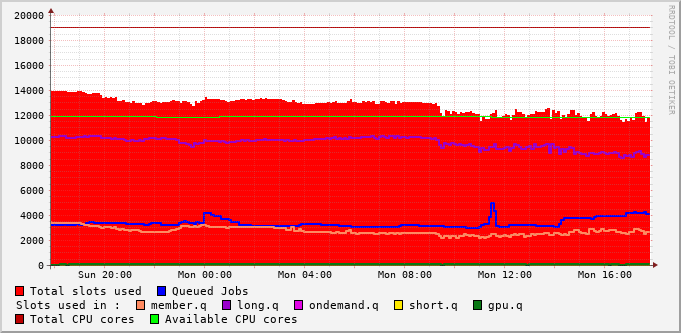 RRDTOOL / TOBI OETIKER
20000
18000
16000
14000
12000
10000
8000
6000
4000
2000
0
Sun 20:00 Mon 00:00 Mon 04:00 Mon 08:00 Mon 12:00 Mon 16:00
Total slots used Queued Jobs
Slots used in : member.q long.q ondemand.q short.q gpu.q
Total CPU cores Available CPU cores